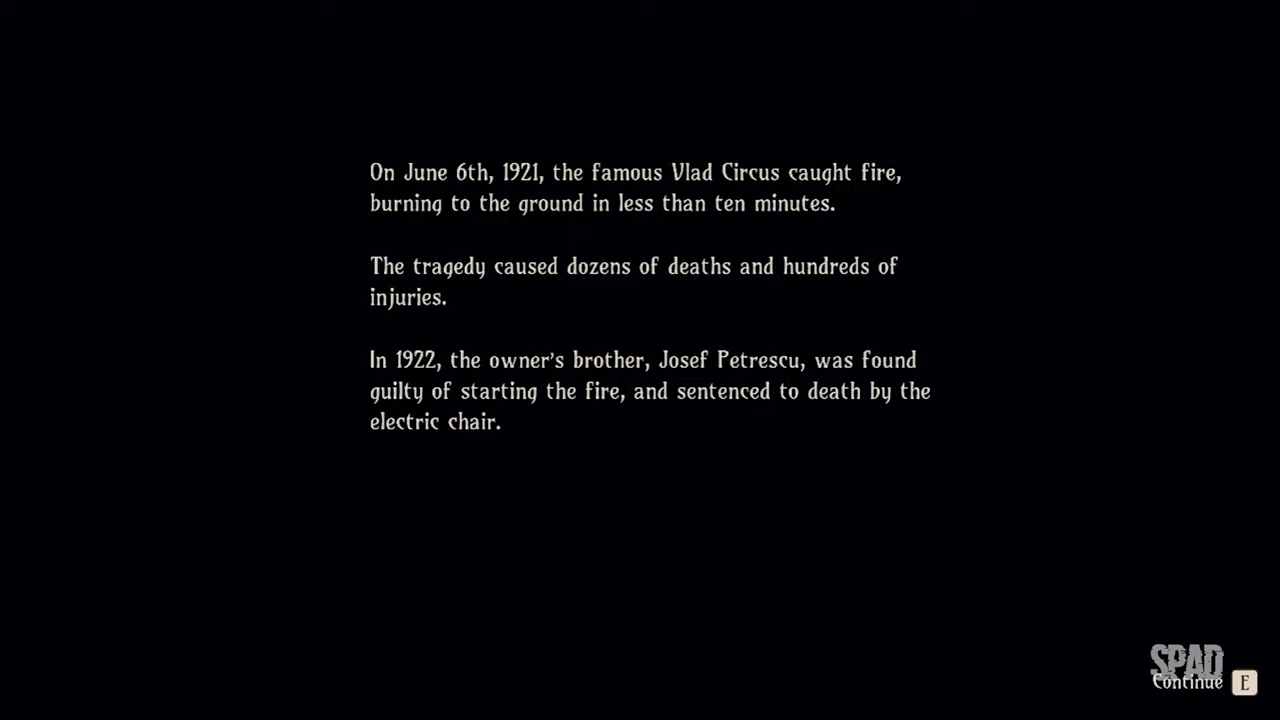 On June 6th, 1921, the famous Vlad Circus caught fire,
burning to the ground in less than ten minutes.
The tragedy caused dozens of deaths and hundreds of
injuries.
In 1922, the owner's brother, Josef Petrescu, was found
guilty of starting the fire, and sentenced to death by the
electric chair.
SPAD
Continue E